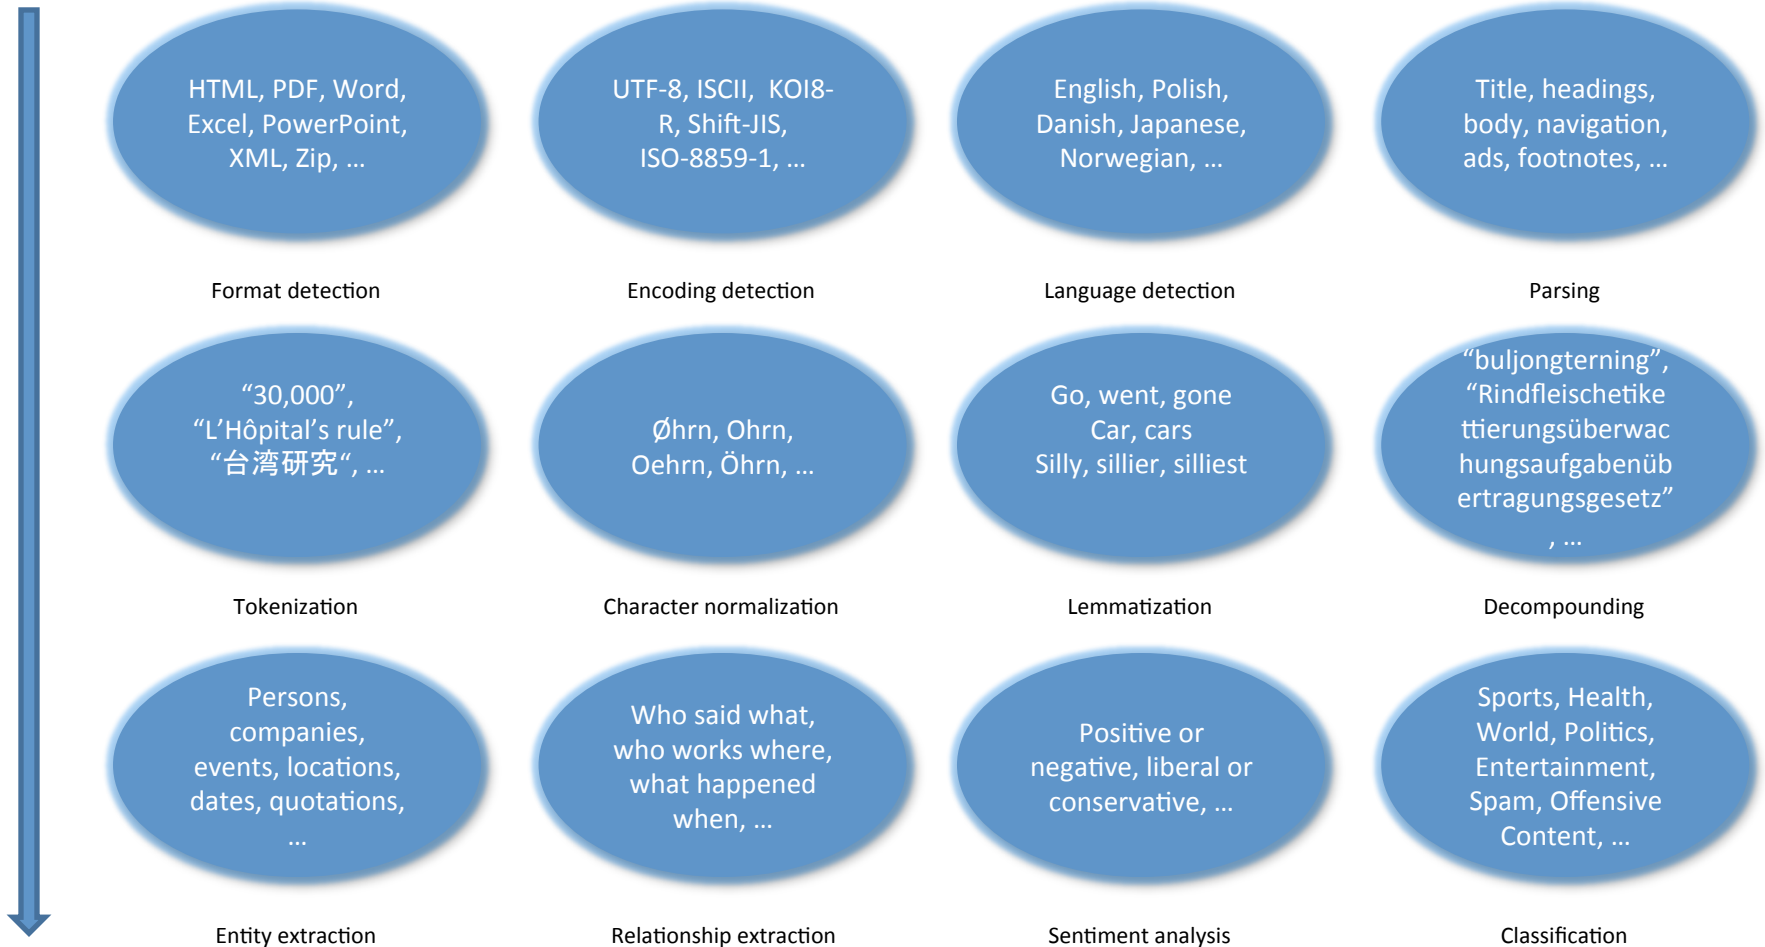 HTML, PDF, Word,
Excel, PowerPoint,
XML, Zip, …
Format detection
UTF-8, ISCII, KOI8-
R, Shift-JIS,
ISO-8859-1, …
Encoding detection
English, Polish,
Danish, Japanese,
Norwegian, …
Language detection
Title, headings,
body, navigation,
ads, footnotes, …
Parsing
“30,000”,
“L’Hôpital’s rule”,
“台湾研究“, …
Tokenization
Øhrn, Ohrn,
Oehrn, Öhrn, …
Character normalization
Go, went, gone
Car, cars
Silly, sillier, silliest
Lemmatization
“buljongterning”,
“Rindfleischetike
ttierungsüberwac
hungsaufgabenüb
ertragungsgesetz”
, …
Decompounding
Persons,
companies,
events, locations,
dates, quotations,
…
Entity extraction
Who said what,
who works where,
what happened
when, …
Relationship extraction
Positive or
negative, liberal or
conservative, …
Sentiment analysis
Sports, Health,
World, Politics,
Entertainment,
Spam, Offensive
Content, …
Classification